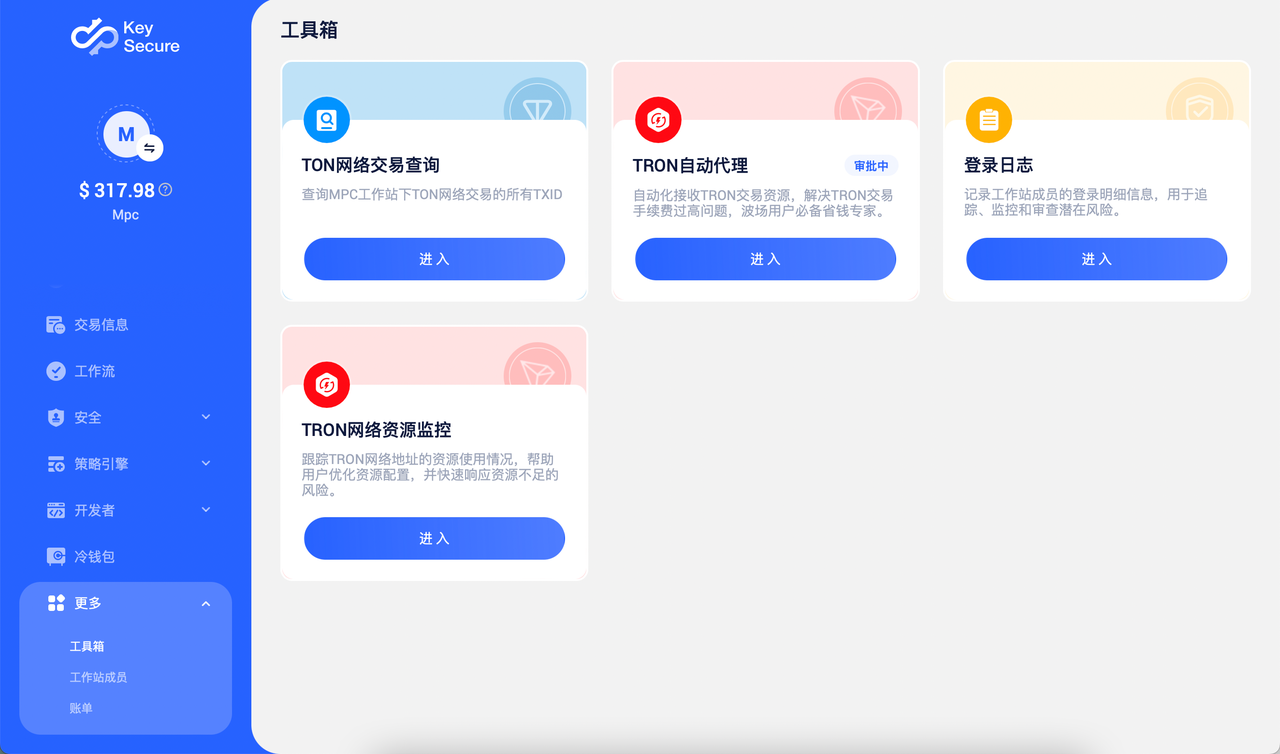 Key
Secure
M
$ 317.98
Mpc
交易信息
工作流
安全
策略引擎
开发者
冷钱包
更多
工具箱
工作站成员
账单
工具箱
TON网络交易查询
查询MPC工作站下TON网络交易的所有TXID
进入
TRON自动代理
审批中
自动化接收TRON交易资源，解决TRON交易
手续费过高问题，波场用户必备省钱专家。
进入
登录日志
记录工作站成员的登录明细信息，用于追
踪、监控和审查潜在风险。
进入
TRON网络资源监控
跟踪TRON网络地址的资源使用情况，帮助
用户优化资源配置，并快速响应资源不足的
风险。
进入